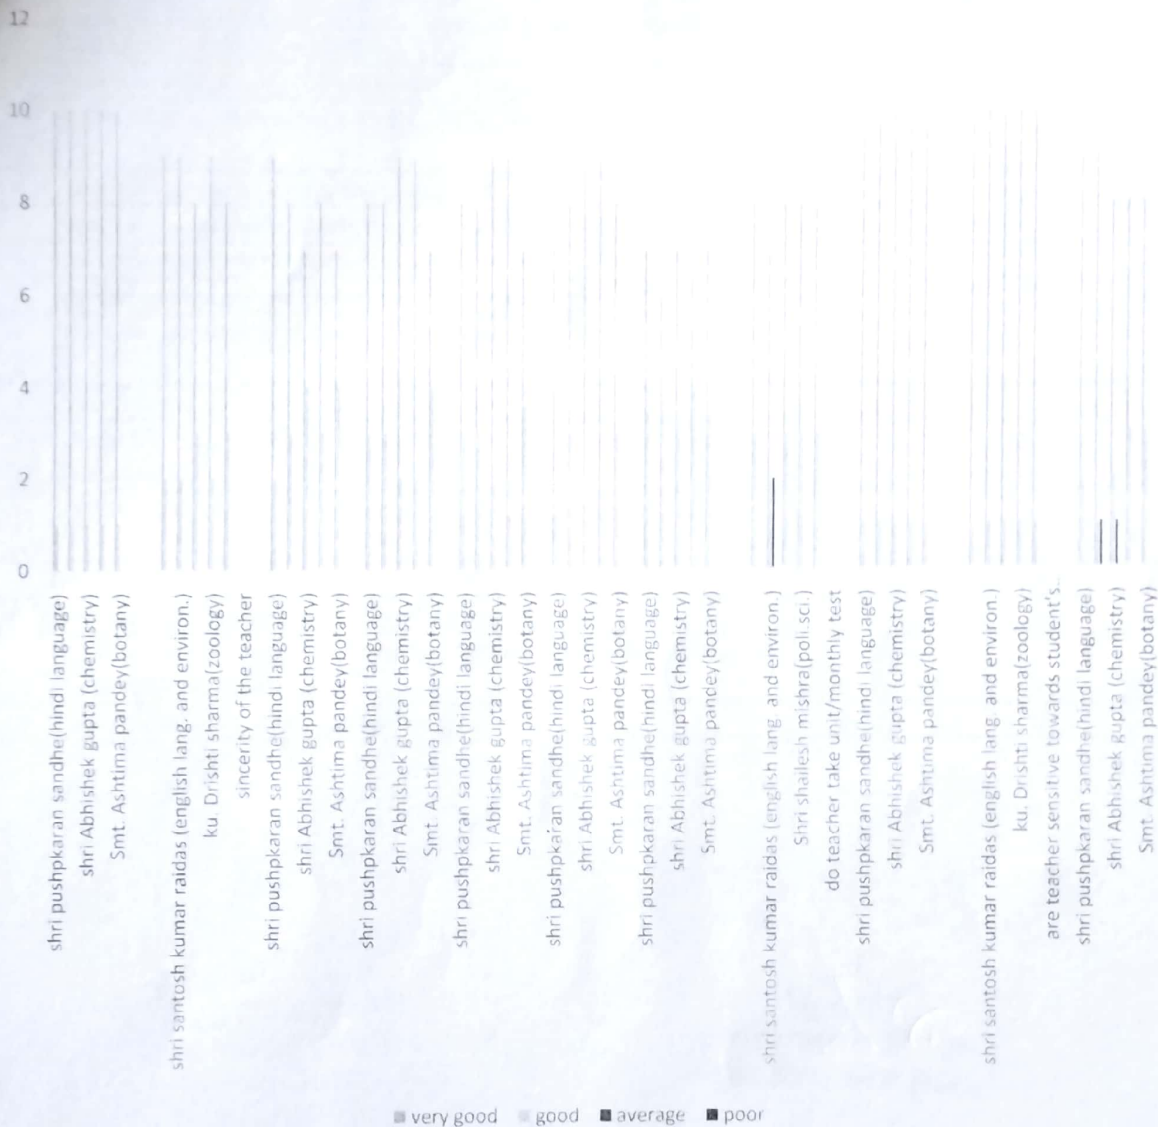 12
10
8
6
4
2
0
shri pushpkaran sandhe(hindi language)
shri Abhishek gupta (chemistry)
Smt. Ashtima pandey(botany)
shri santosh kumar raidas (english lang. and environ.)
ku. Drishti sharma(zoology)
sincerity of the teacher
shri pushpkaran sandhe(hindi language)
shri Abhishek gupta (chemistry)
Smt. Ashtima pandey(botany)
shri pushpkaran sandhe(hindi language)
shri Abhishek gupta (chemistry)
Smt. Ashtima pandey(botany)
shri pushpkaran sandhe(hindi language)
shri Abhishek gupta (chemistry)
Smt. Ashtima pandey(botany)
shri pushpkaran sandhe(hindi language)
shri Abhishek gupta (chemistry)
Smt. Ashtima pandey(botany)
shri pushpkaran sandhe(hindi language)
shri Abhishek gupta (chemistry)
Smt. Ashtima pandey(botany)
shri santosh kumar raidas (english lang. and environ.)
Shri shailesh mishra(poli.sci.)
do teacher take unit/monthly test
shri pushpkaran sandhe(hindi language)
shri Abhishek gupta (chemistry)
Smt. Ashtima pandey(botany)
shri santosh kumar raidas (english lang. and environ.)
ku. Drishti sharma(zoology)
are teacher sensitive towards student's...
shri pushpkaran sandhe(hindi language)
shri Abhishek gupta (chemistry)
Smt. Ashtima pandey(botany)
very good good average poor